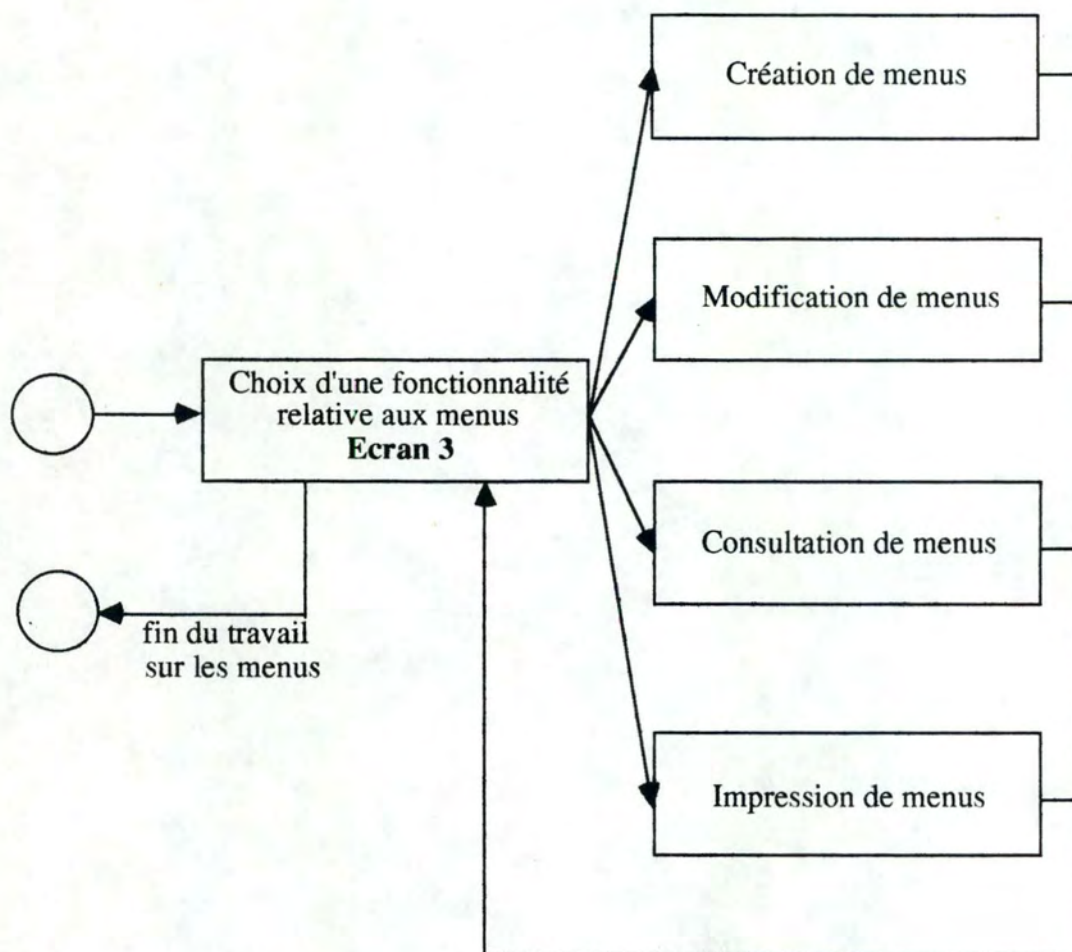 Création de menus
Modification de menus
Choix d'une fonctionnalité
relative aux menus
Ecran 3
Consultation de menus
fin du travail
sur les menus
Impression de menus